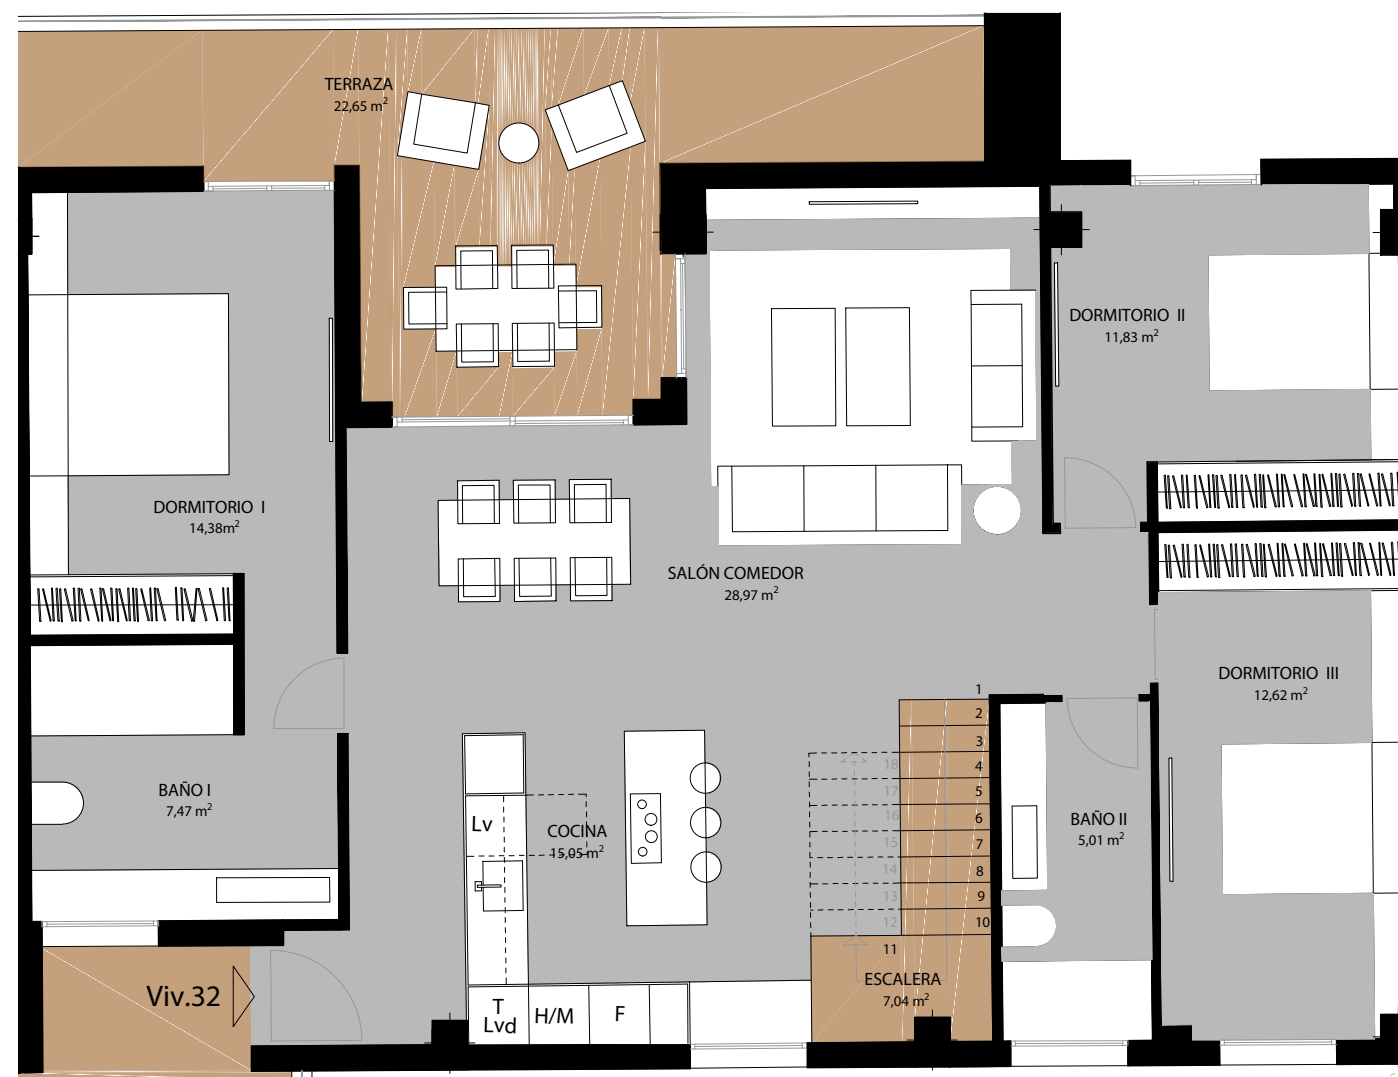 TERRAZA
22,65 m²
DORMITORIO II
11,83 m²
DORMITORIO I
14,38m²
SALÓN COMEDOR
28,97 m²
DORMITORIO III
12,62 m²
BAÑO I
7,47 m²
COCINA
15,05 m²
BAÑO II
5,01 m²
ESCALERA
7,04 m²
Viv.32
Lv
T
Lvd
H/M
F
1
2
3
4
5
6
7
8
9
10
11
18
17
16
15
14
13
12